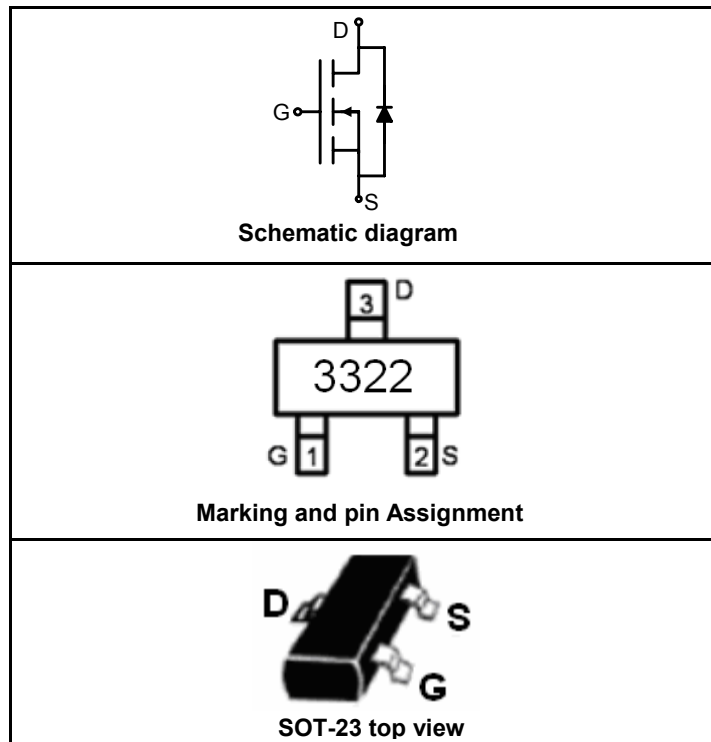 D
G
S
Schematic diagram
3 D
3322
G 1 2 S
Marking and pin Assignment
D
S
G
SOT-23 top view